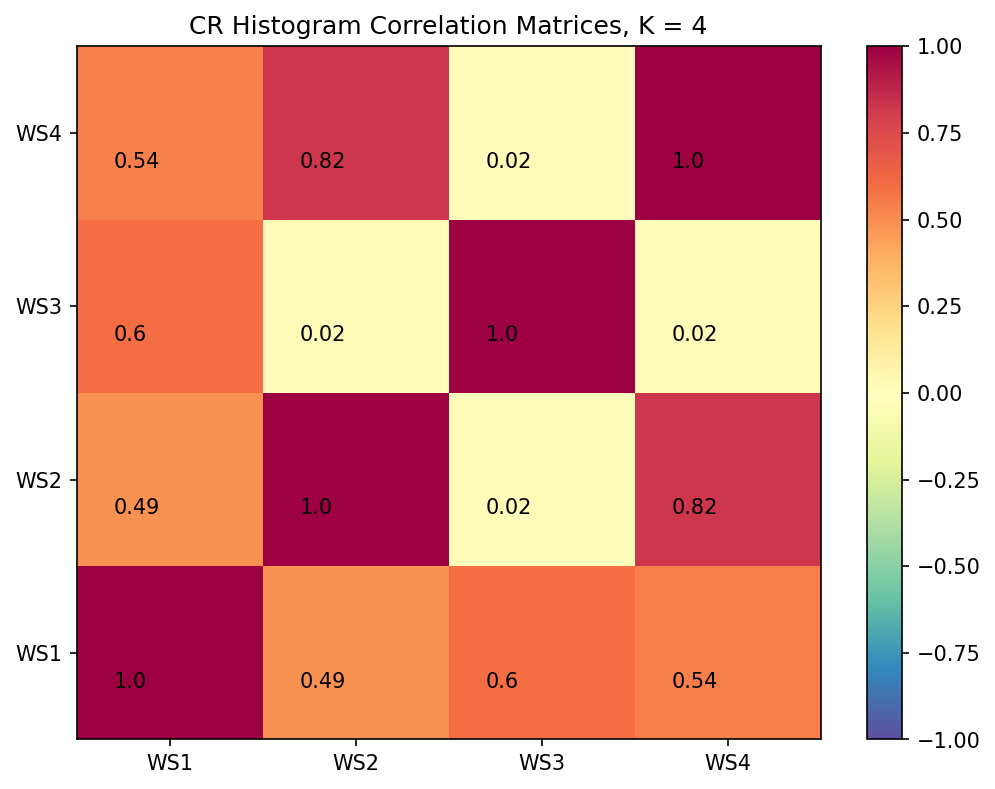 CR Histogram Correlation Matrices, K = 4
WS4 0.54 0.82 0.02 1.0
WS3 0.6 0.02 1.0 0.02
WS2 0.49 1.0 0.02 0.82
WS1 1.0 0.49 0.6 0.54
WS1 WS2 WS3 WS4
1.00
0.75
0.50
0.25
0.00
−0.25
−0.50
−0.75
−1.00